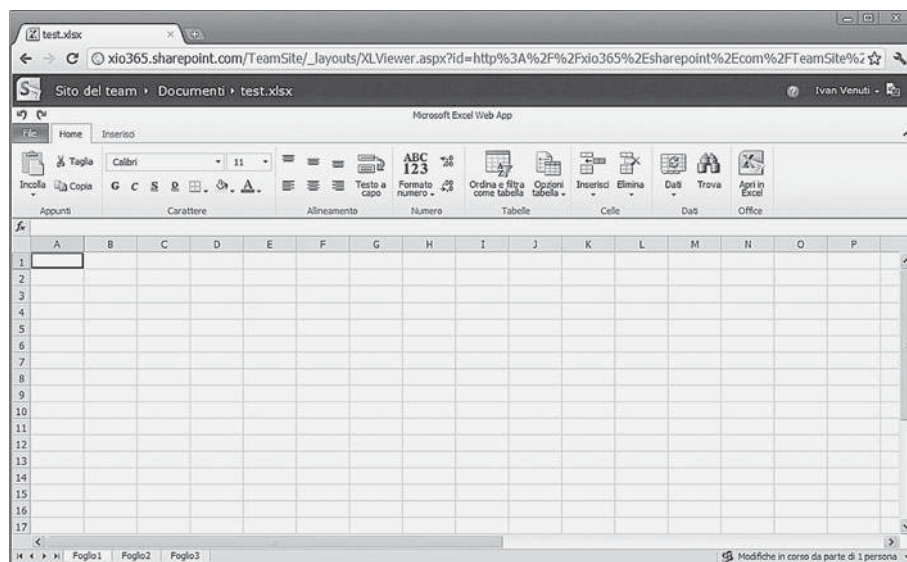 test.xlsx
xio365.sharepoint.com/TeamSite/_layouts/XLViewer.aspx?id=http%3A%2F%2Fxio365%2Esharepoint%2Ecom%2FTeamSite%2
Sito del team ▸ Documenti ▸ test.xlsx
Ivan Venuti
Microsoft Excel Web App
File Home Inserisci
Incolla Taglia Copia
Calibri 11
G C S D A
Testo a capo
ABC 123 Formato numero
Ordina e filtra come tabella
Opzioni tabella
Inserisci Elimina
Dati Trova
Apri in Excel
Appunti Carattere Allineamento Numero Tabelle Celle Dati Office
fx
A B C D E F G H I J K L M N O P
1
2
3
4
5
6
7
8
9
10
11
12
13
14
15
16
17
Foglio1 Foglio2 Foglio3
Modifiche in corso da parte di 1 persona